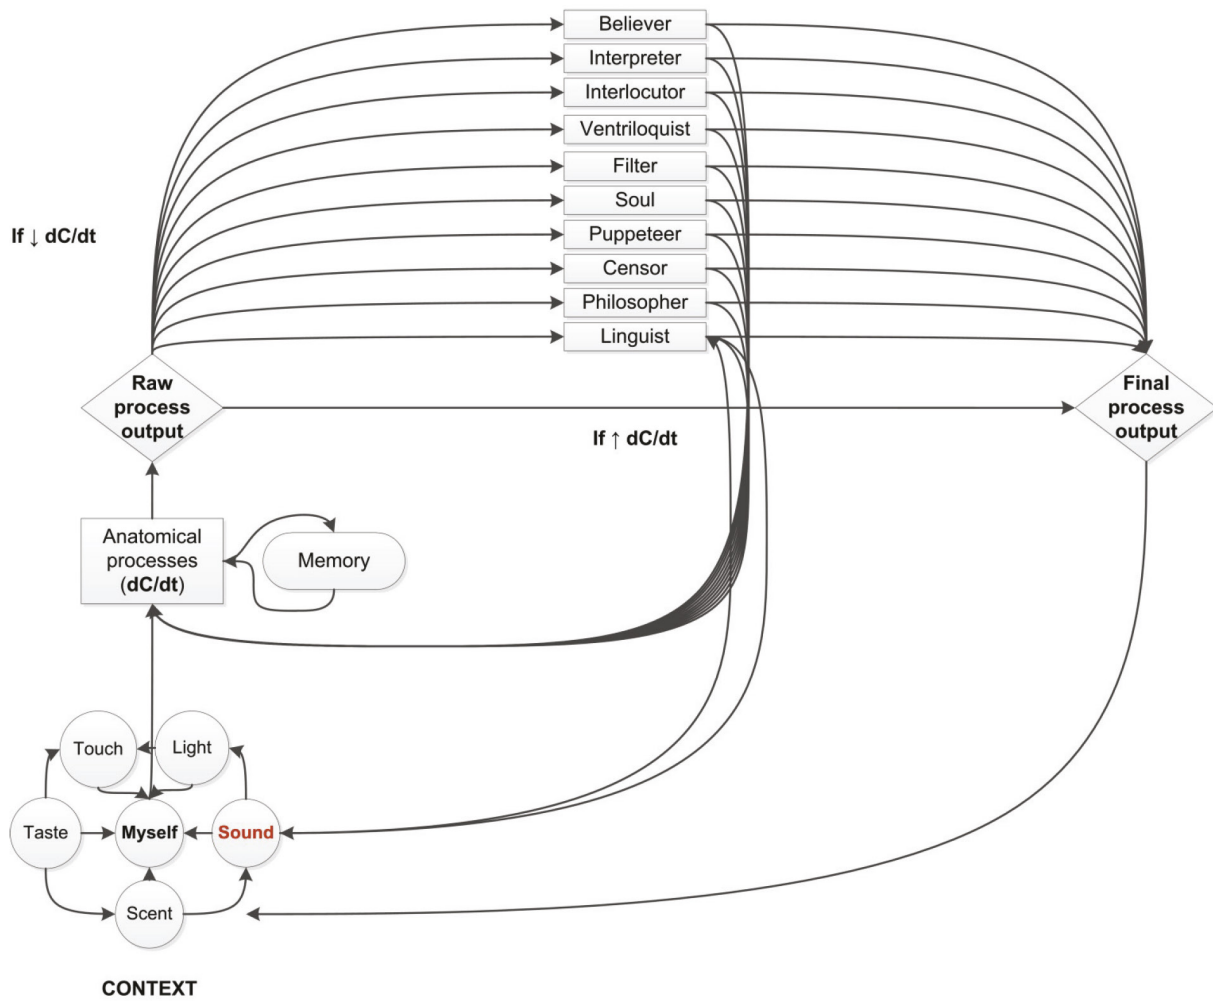 Believer
Interpreter
Interlocutor
Ventriloquist
Filter
Soul
If ↓ dC/dt
Puppeteer
Censor
Philosopher
Linguist
Raw
process
output
Final
process
output
If ↑ dC/dt
Anatomical
processes
(dC/dt)
Memory
Touch
Light
Taste
Myself
Sound
Scent
CONTEXT